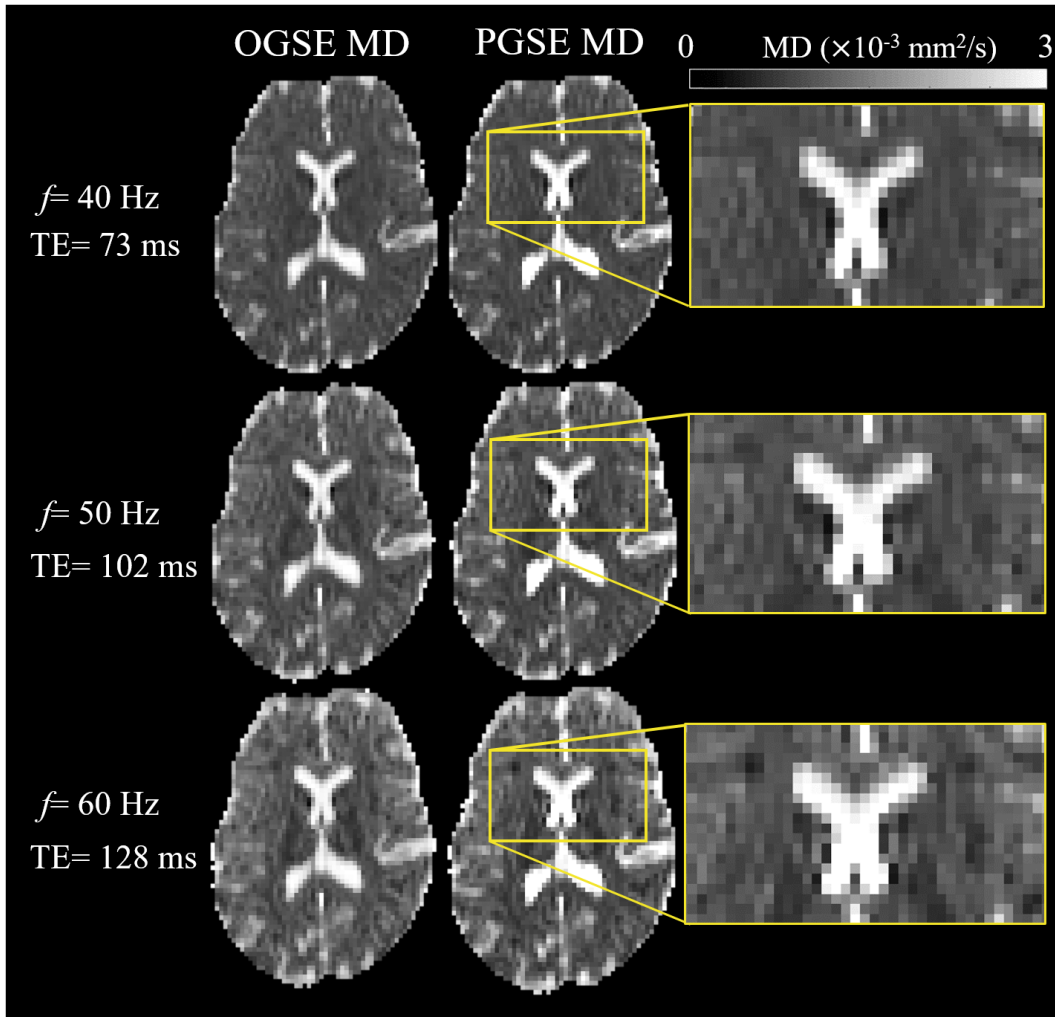 OGSE MD
PGSE MD
0 MD (×10⁻³ mm²/s) 3
f= 40 Hz
TE= 73 ms
f= 50 Hz
TE= 102 ms
f= 60 Hz
TE= 128 ms